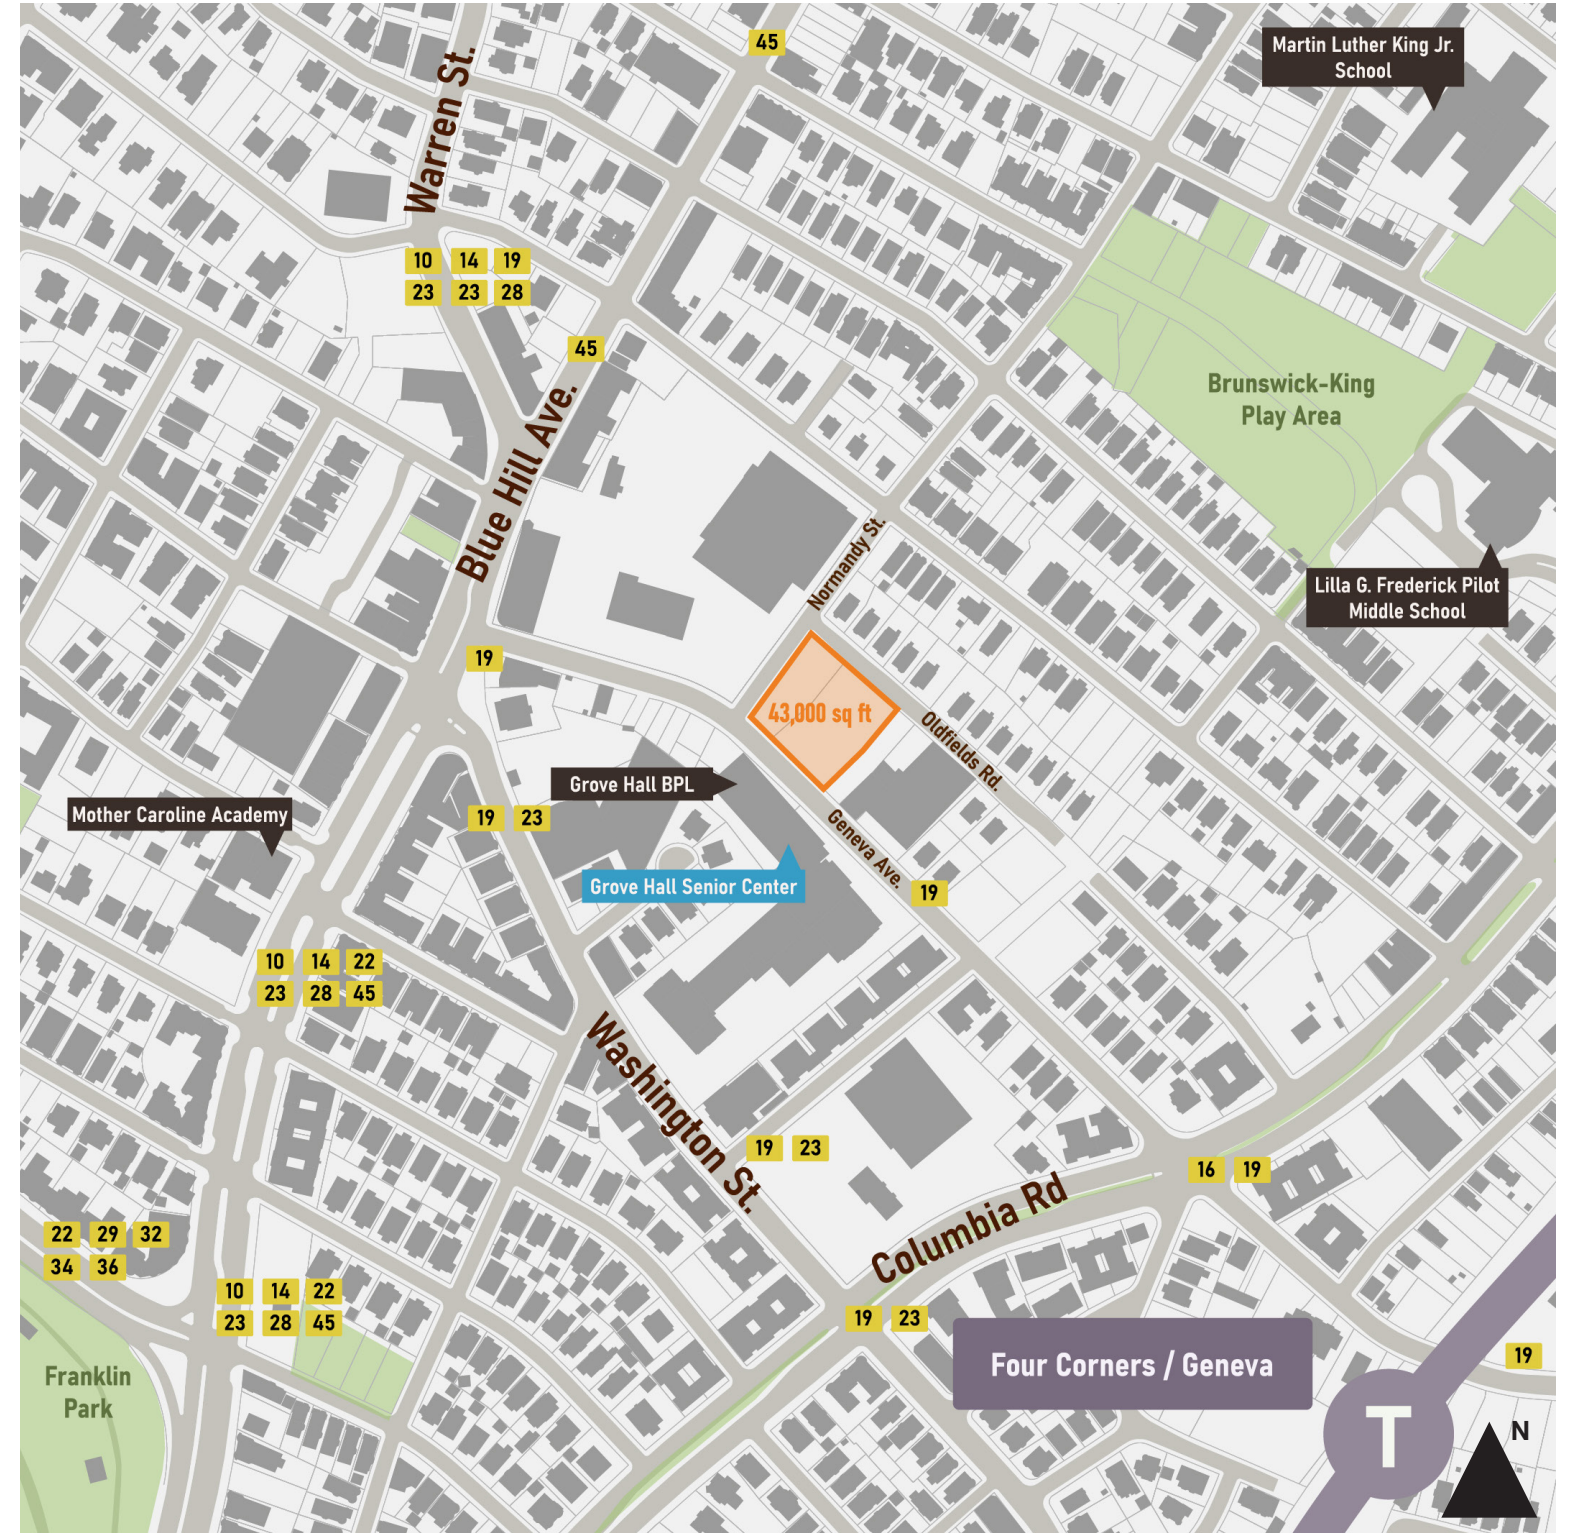 45
Martin Luther King Jr.
School
Warren St.
10 14 19
23 23 28
45
Brunswick-King
Play Area
Blue Hill Ave.
Normandy St.
Lilla G. Frederick Pilot
Middle School
19
43,000 sq ft
Oldfields Rd.
Grove Hall BPL
Mother Caroline Academy
19 23
Geneva Ave.
Grove Hall Senior Center
19
10 14 22
23 28 45
Washington St.
19 23
16 19
Columbia Rd
22 29 32
34 36
10 14 22
23 28 45
19 23
Four Corners / Geneva
19
Franklin
Park
T
N